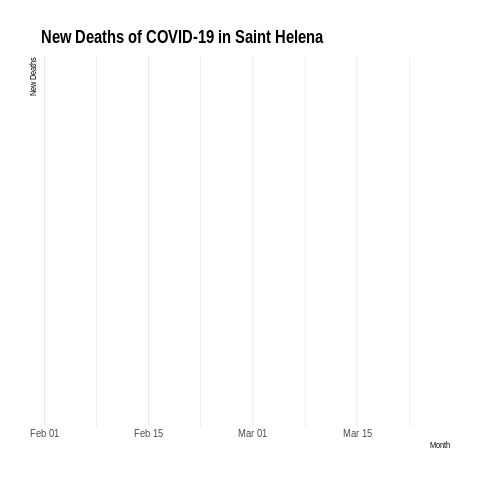 New Deaths of COVID-19 in Saint Helena
New Deaths
Feb 01 Feb 15 Mar 01 Mar 15
Month